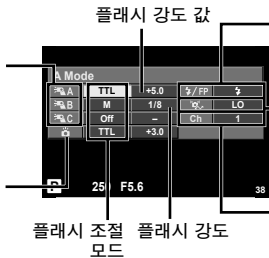 플래시 강도 값
A Mode
A TTL +5.0 ϟ/FP ϟ
B M 1/8 LO
C Off – Ch 1
TTL +3.0
P 250 F5.6 38
플래시 조절 플래시 강도
모드